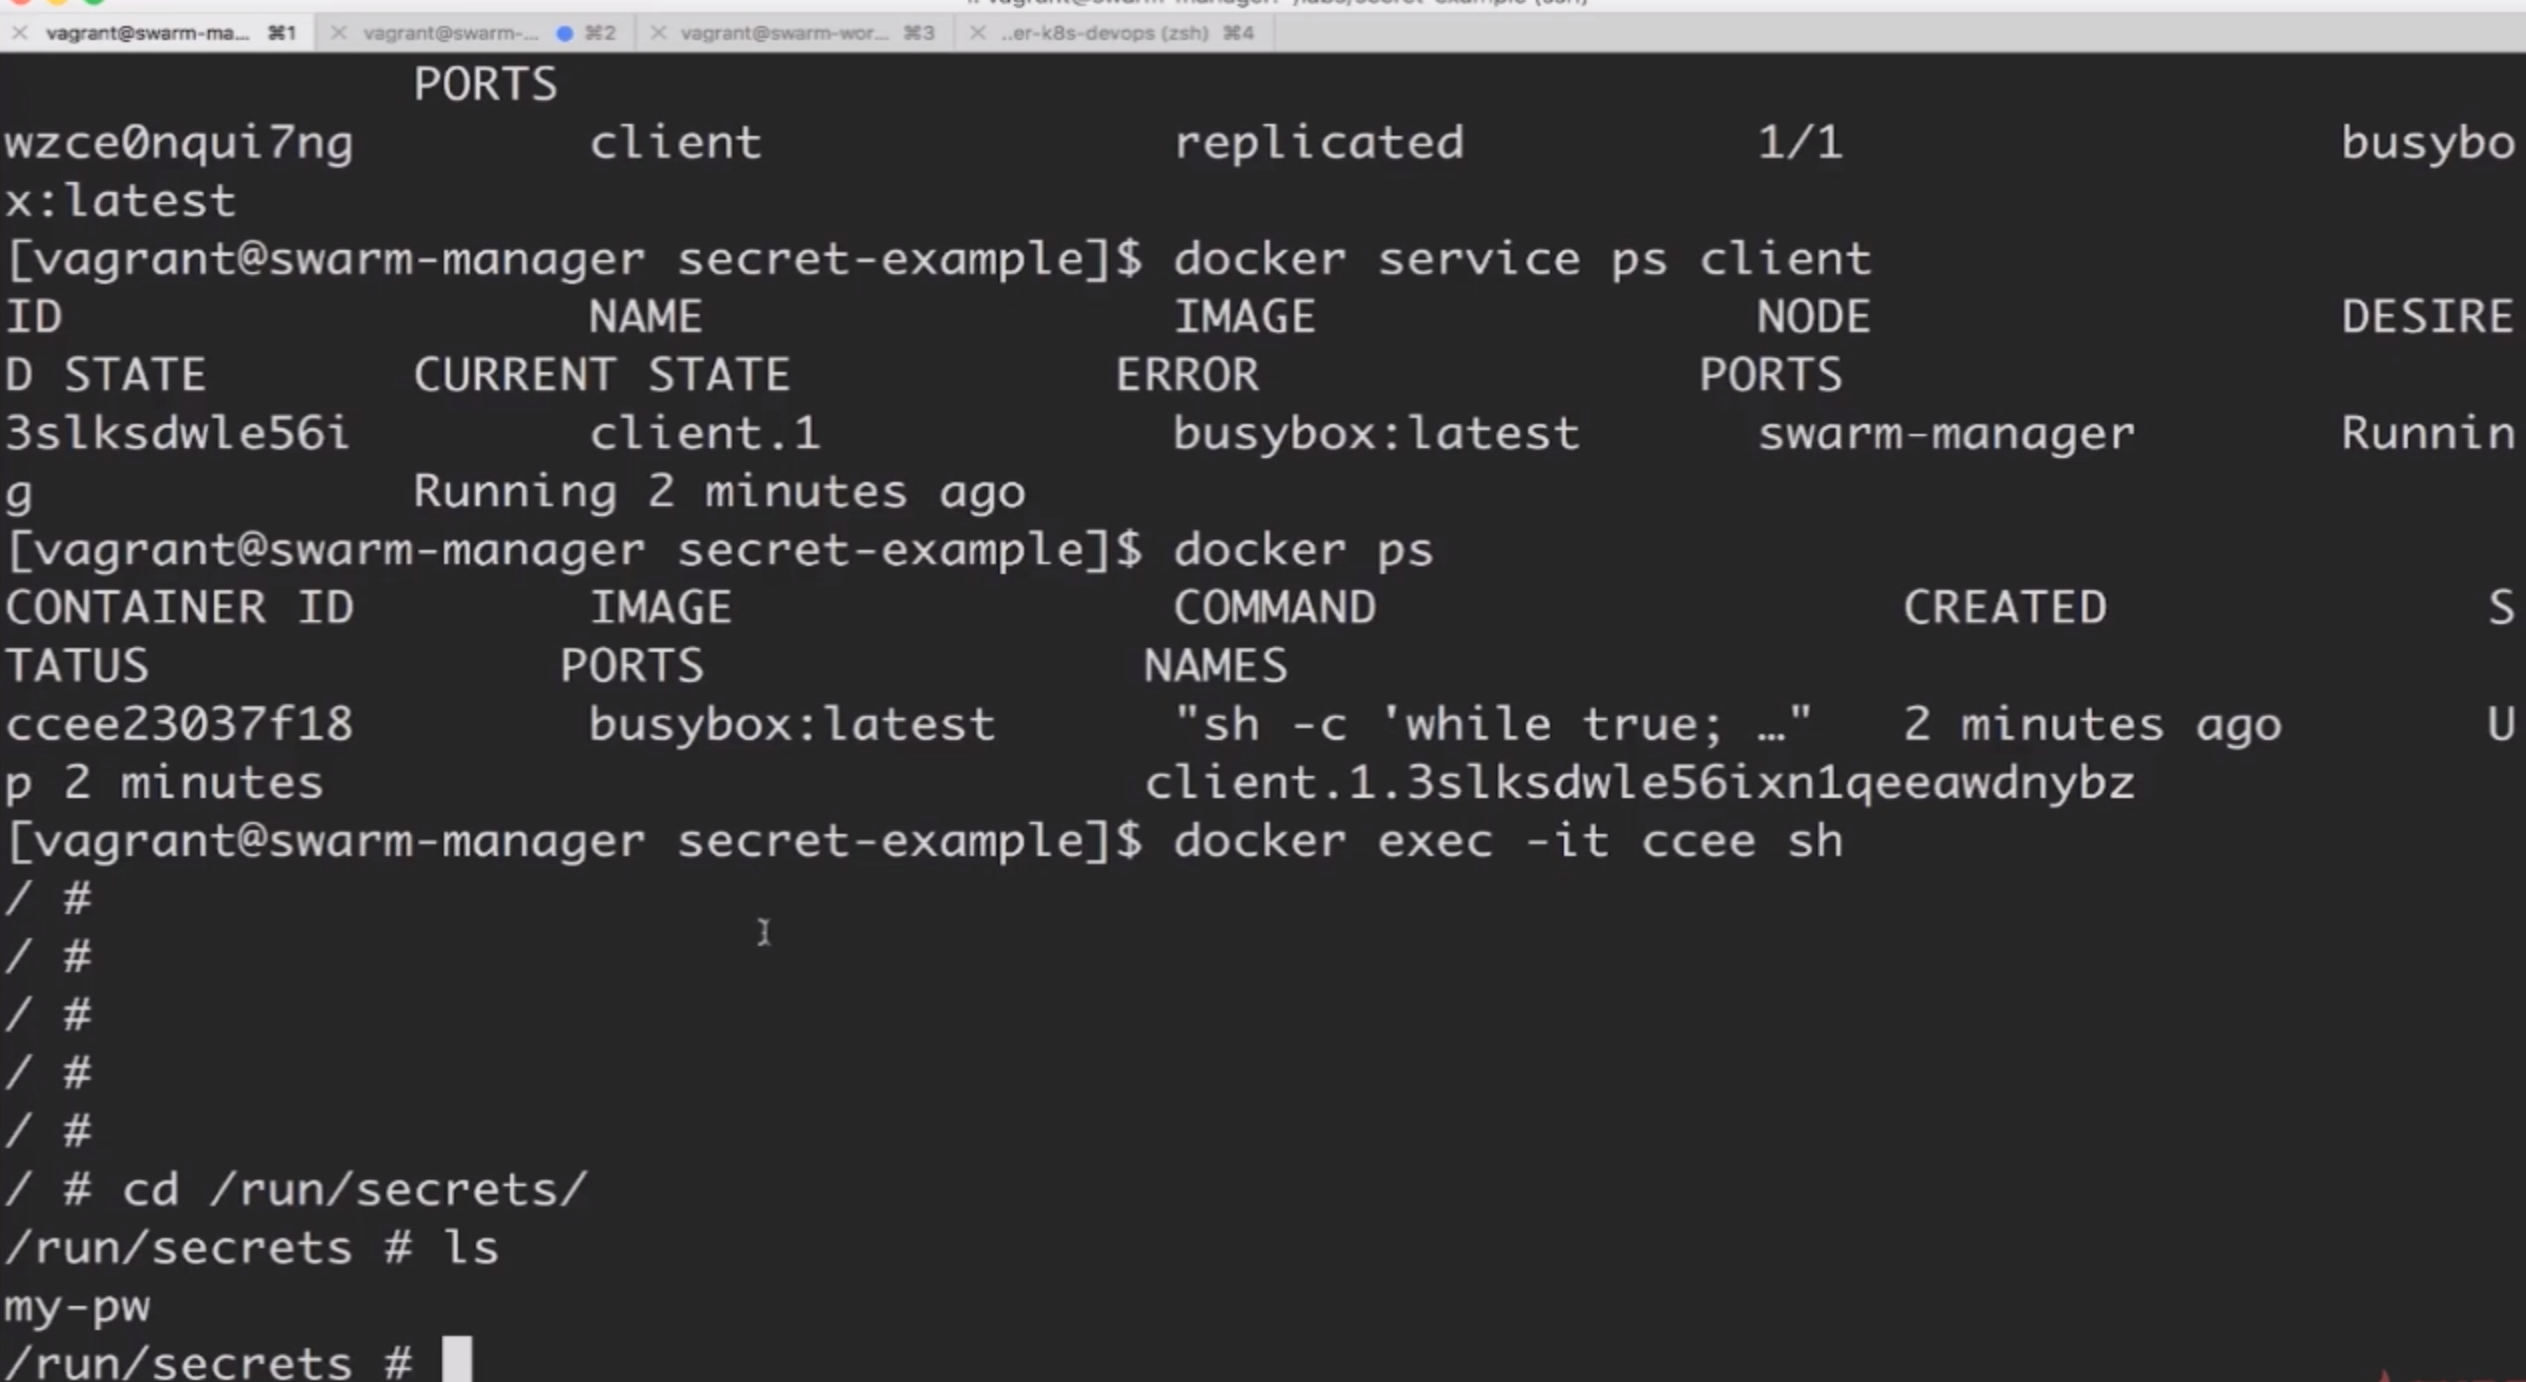 vagrant@swarm-ma... ⌘1 vagrant@swarm-... ⌘2 vagrant@swarm-wor... ⌘3 ..er-k8s-devops (zsh) ⌘4
PORTS
wzce0nqui7ng client replicated 1/1 busybo
x:latest
[vagrant@swarm-manager secret-example]$ docker service ps client
ID NAME IMAGE NODE DESIRE
D STATE CURRENT STATE ERROR PORTS
3slksdwle56i client.1 busybox:latest swarm-manager Runnin
g Running 2 minutes ago
[vagrant@swarm-manager secret-example]$ docker ps
CONTAINER ID IMAGE COMMAND CREATED S
TATUS PORTS NAMES
ccee23037f18 busybox:latest "sh -c 'while true; …" 2 minutes ago U
p 2 minutes client.1.3slksdwle56ixn1qeeawdnybz
[vagrant@swarm-manager secret-example]$ docker exec -it ccee sh
/ #
/ #
/ #
/ #
/ #
/ # cd /run/secrets/
/run/secrets # ls
my-pw
/run/secrets #